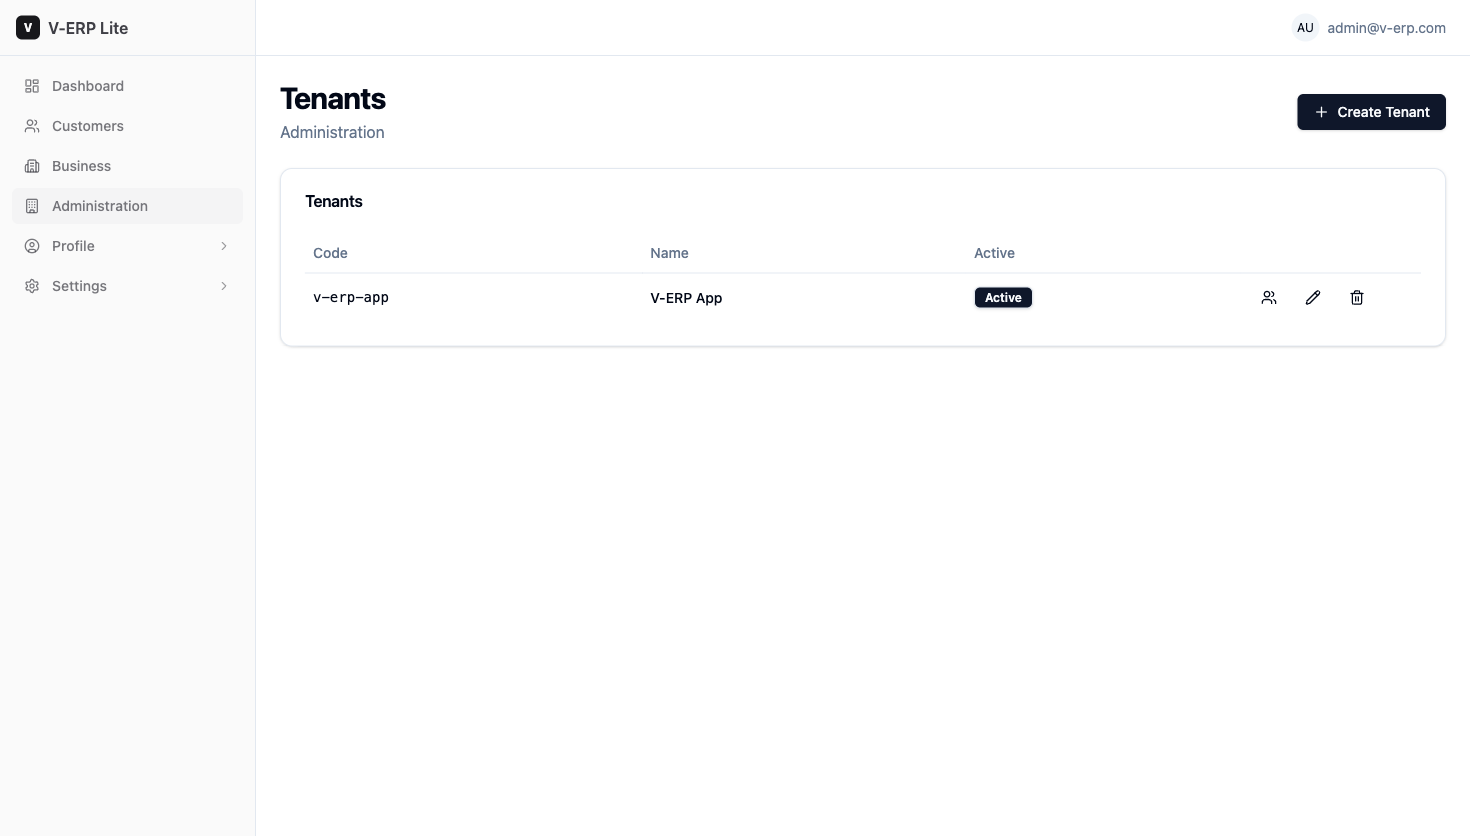 V V-ERP Lite
AU admin@v-erp.com
Dashboard
Customers
Business
Administration
Profile
Settings
Tenants
Administration
Create Tenant
Tenants
Code Name Active
v-erp-app V-ERP App Active